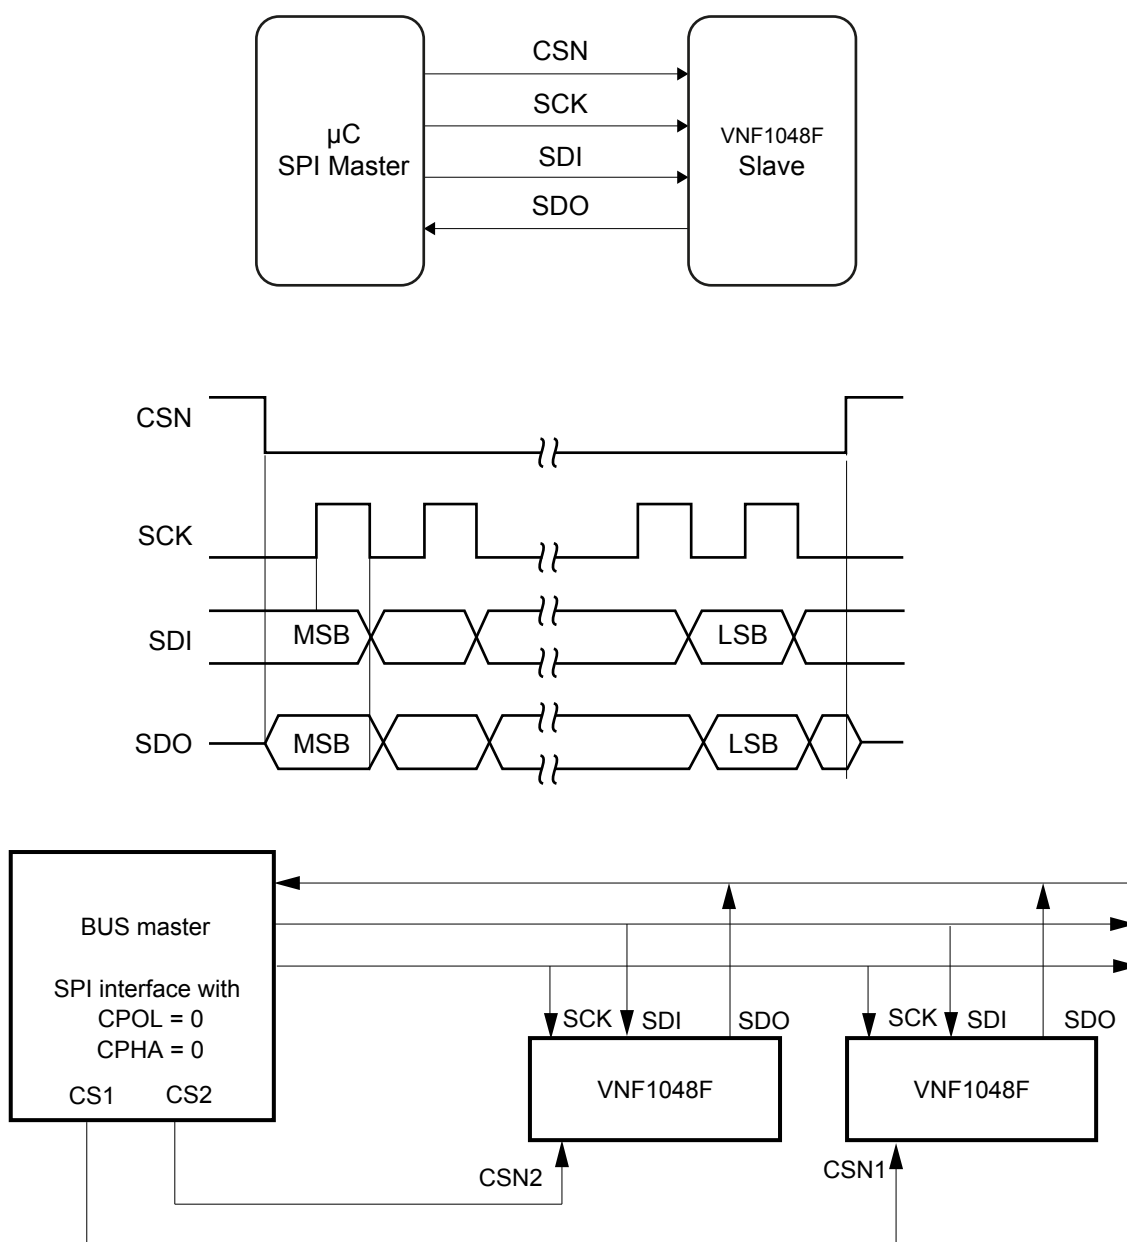 CSN
SCK
SDI
SDO
µC
SPI Master
VNF1048F
Slave
CSN
SCK
SDI
MSB
LSB
SDO
MSB
LSB
BUS master
SPI interface with
CPOL = 0
CPHA = 0
CS1
CS2
SCK
SDI
SDO
SCK
SDI
SDO
VNF1048F
VNF1048F
CSN2
CSN1